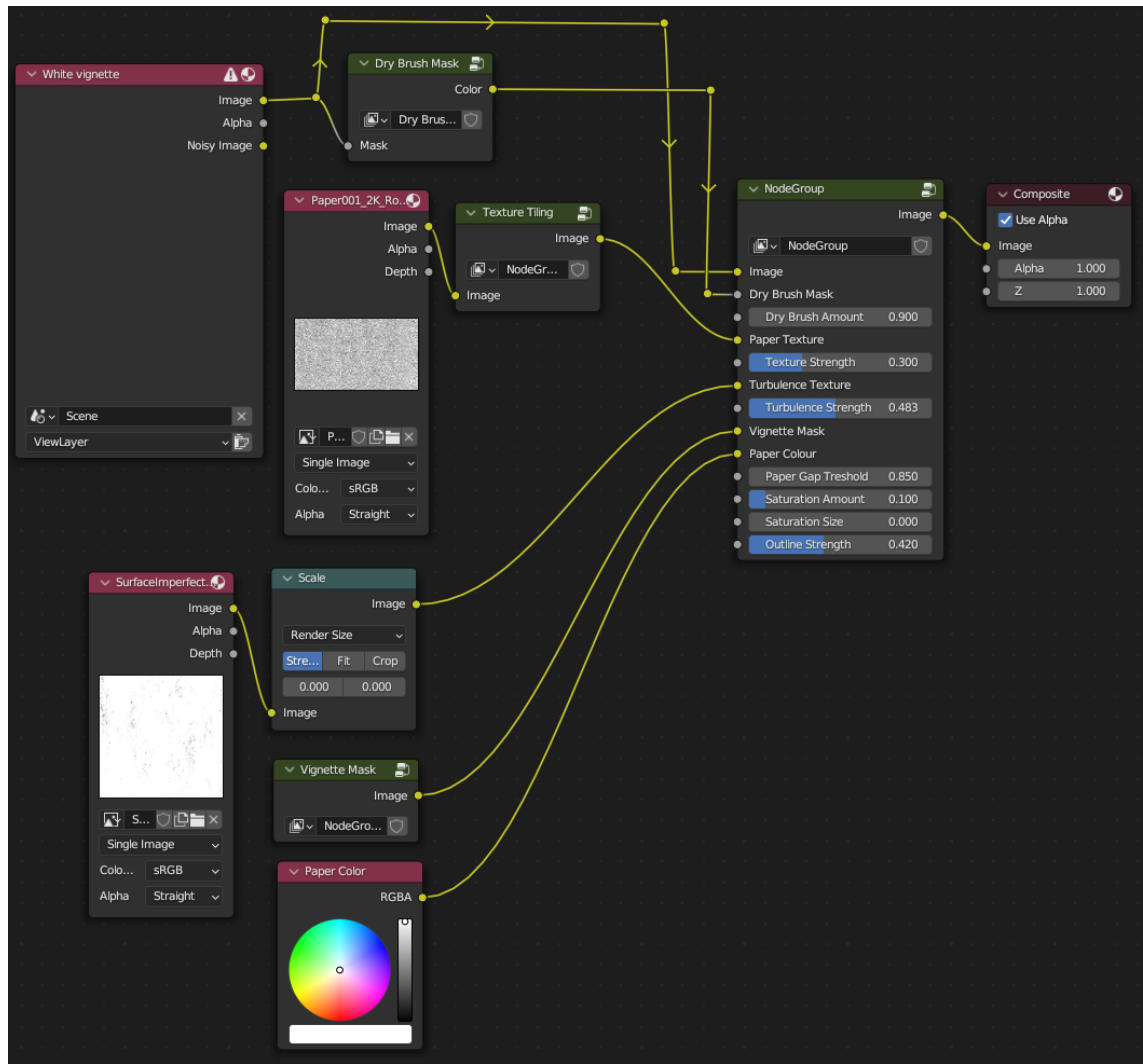 White vignette
Image
Alpha
Noisy Image
Scene
ViewLayer
Dry Brush Mask
Color
Dry Brus...
Mask
Paper001_2K_Ro..
Image
Alpha
Depth
P...
Single Image
Colo... sRGB
Alpha Straight
Texture Tiling
Image
NodeGr...
Image
NodeGroup
Image
NodeGroup
Image
Dry Brush Mask
Dry Brush Amount 0.900
Paper Texture
Texture Strength 0.300
Turbulence Texture
Turbulence Strength 0.483
Vignette Mask
Paper Colour
Paper Gap Treshold 0.850
Saturation Amount 0.100
Saturation Size 0.000
Outline Strength 0.420
Composite
Use Alpha
Image
Alpha 1.000
Z 1.000
SurfaceImperfect..
Image
Alpha
Depth
S...
Single Image
Colo... sRGB
Alpha Straight
Scale
Image
Render Size
Stre... Fit Crop
0.000 0.000
Image
Vignette Mask
Image
NodeGro...
Paper Color
RGBA